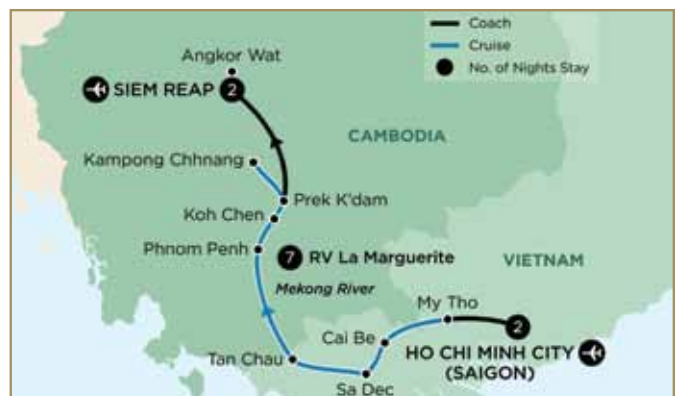 Coach
Cruise
No. of Nights Stay
Angkor Wat
SIEM REAP 2
CAMBODIA
Kampong Chhnang
Prek K'dam
Koh Chen
Phnom Penh
7 RV La Marguerite
VIETNAM
Mekong River
My Tho
2
Cai Be
HO CHI MINH CITY
(SAIGON)
Tan Chau
Sa Dec